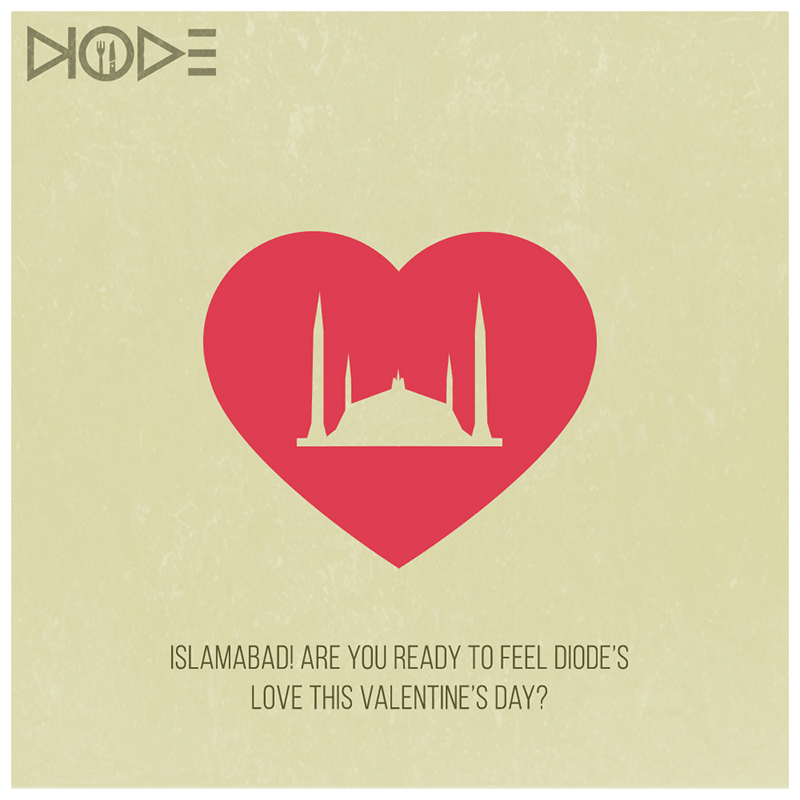 DIODE
ISLAMABAD! ARE YOU READY TO FEEL DIODE'S
LOVE THIS VALENTINE'S DAY?